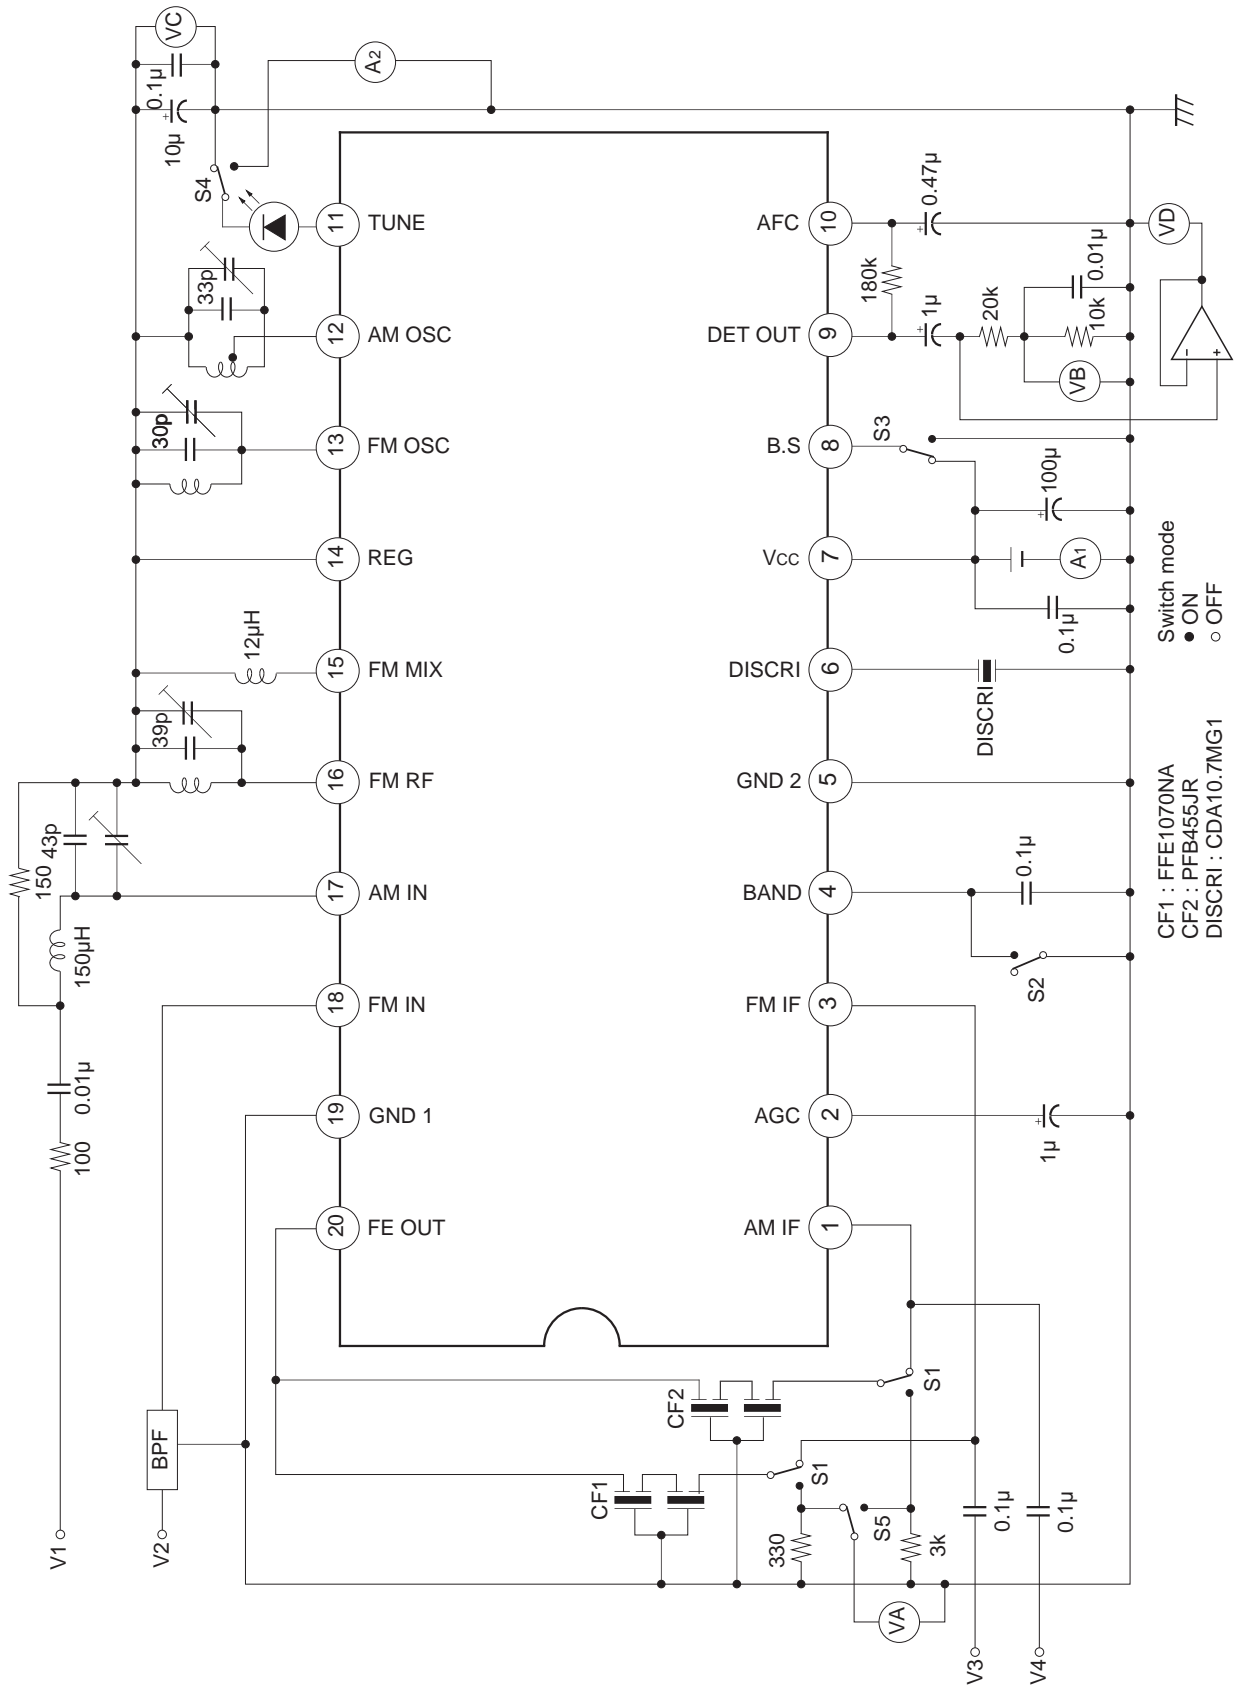 VC
0.1µ
10µ
A2
S4
11
TUNE
33p
12
AM OSC
30p
13
FM OSC
14
REG
12µH
15
FM MIX
39p
16
FM RF
43p
150
17
AM IN
150µH
18
FM IN
0.01µ
100
19
GND 1
20
FE OUT
BPF
V1
V2
10
AFC
0.47µ
180k
VD
0.01µ
9
DET OUT
1µ
20k
10k
VB
-
+
8
B.S
S3
100µ
7
VCC
A1
0.1µ
6
DISCRI
DISCRI
5
GND 2
4
BAND
0.1µ
S2
3
FM IF
2
AGC
1µ
1
AM IF
CF2
S1
CF1
S1
330
S5
3k
VA
0.1µ
0.1µ
V3
V4
Switch mode
● ON
○ OFF
CF1 : FFE1070NA
CF2 : PFB455JR
DISCRI : CDA10.7MG1